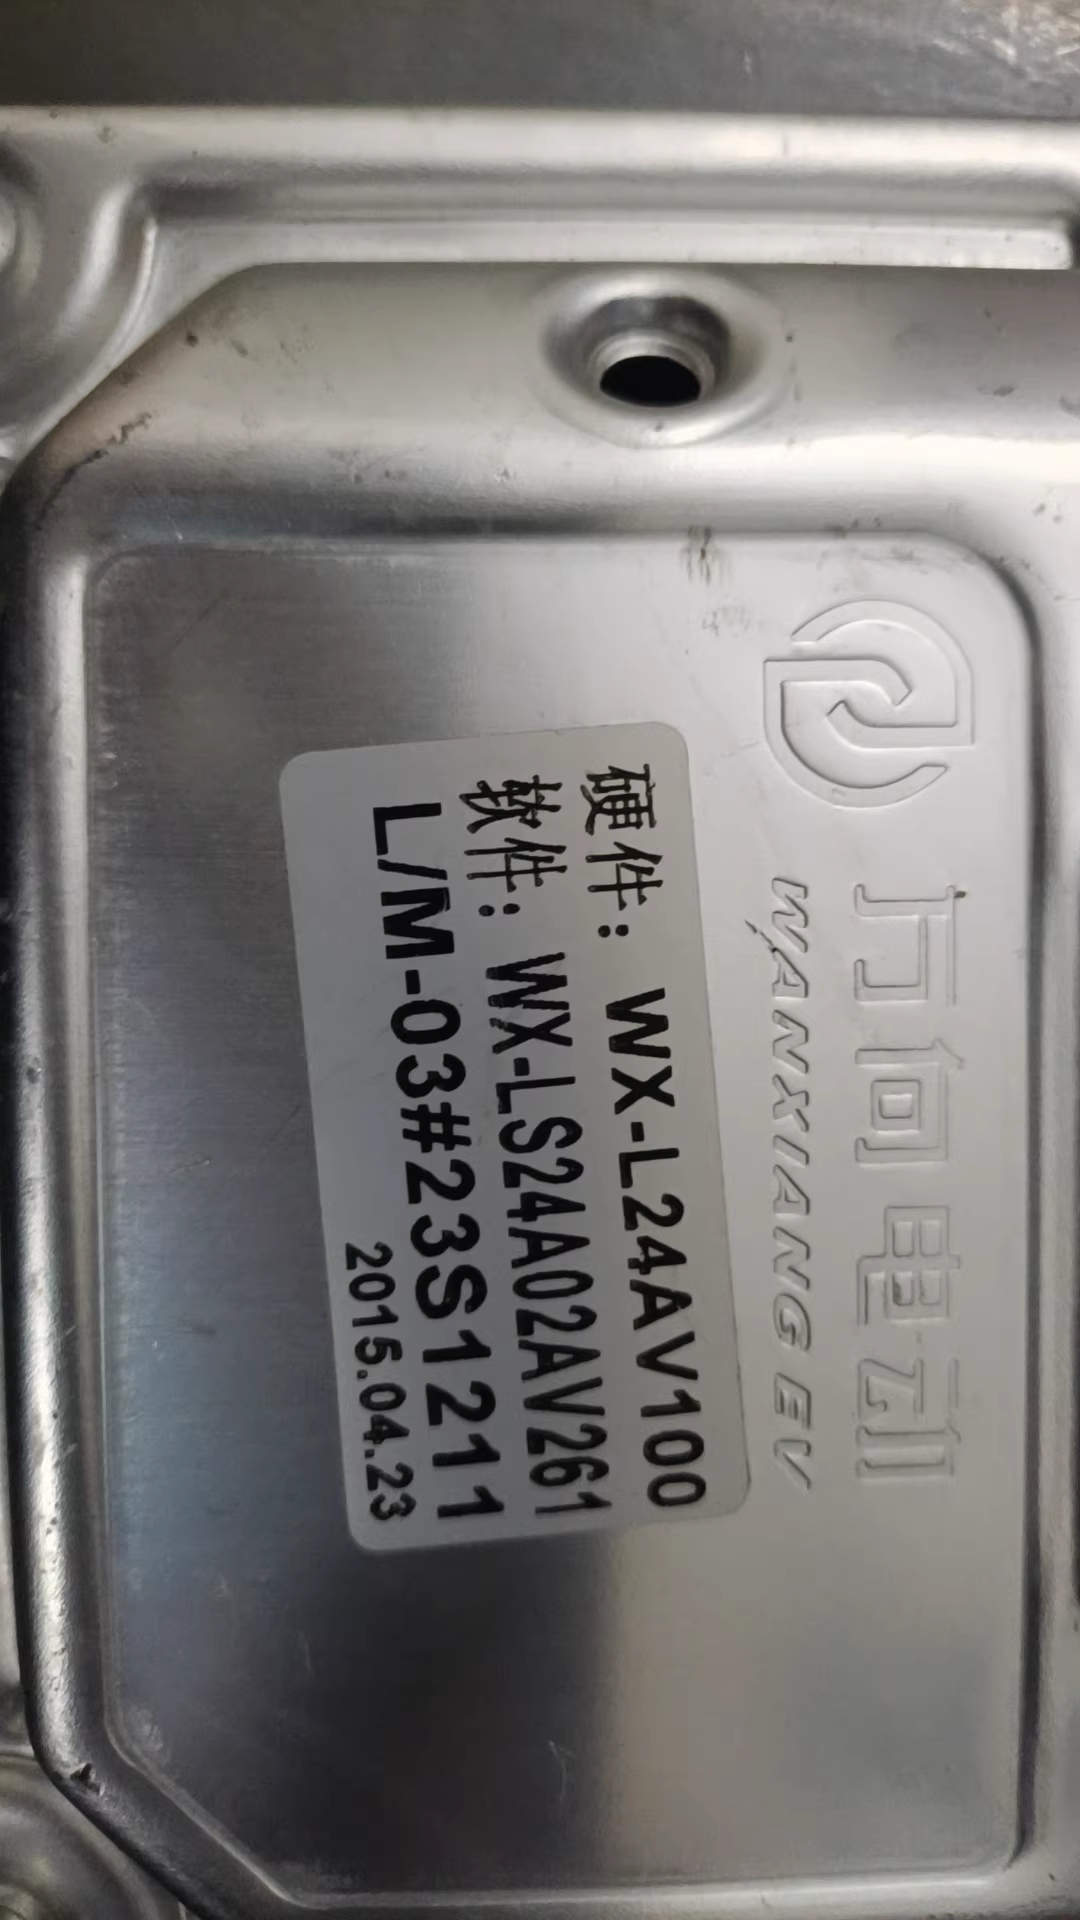 万向电动
WANXIANG EV
硬件：WX-L24AV100
软件：WX-LS24A02AV261
L/M-03#23S1211
2015.04.23